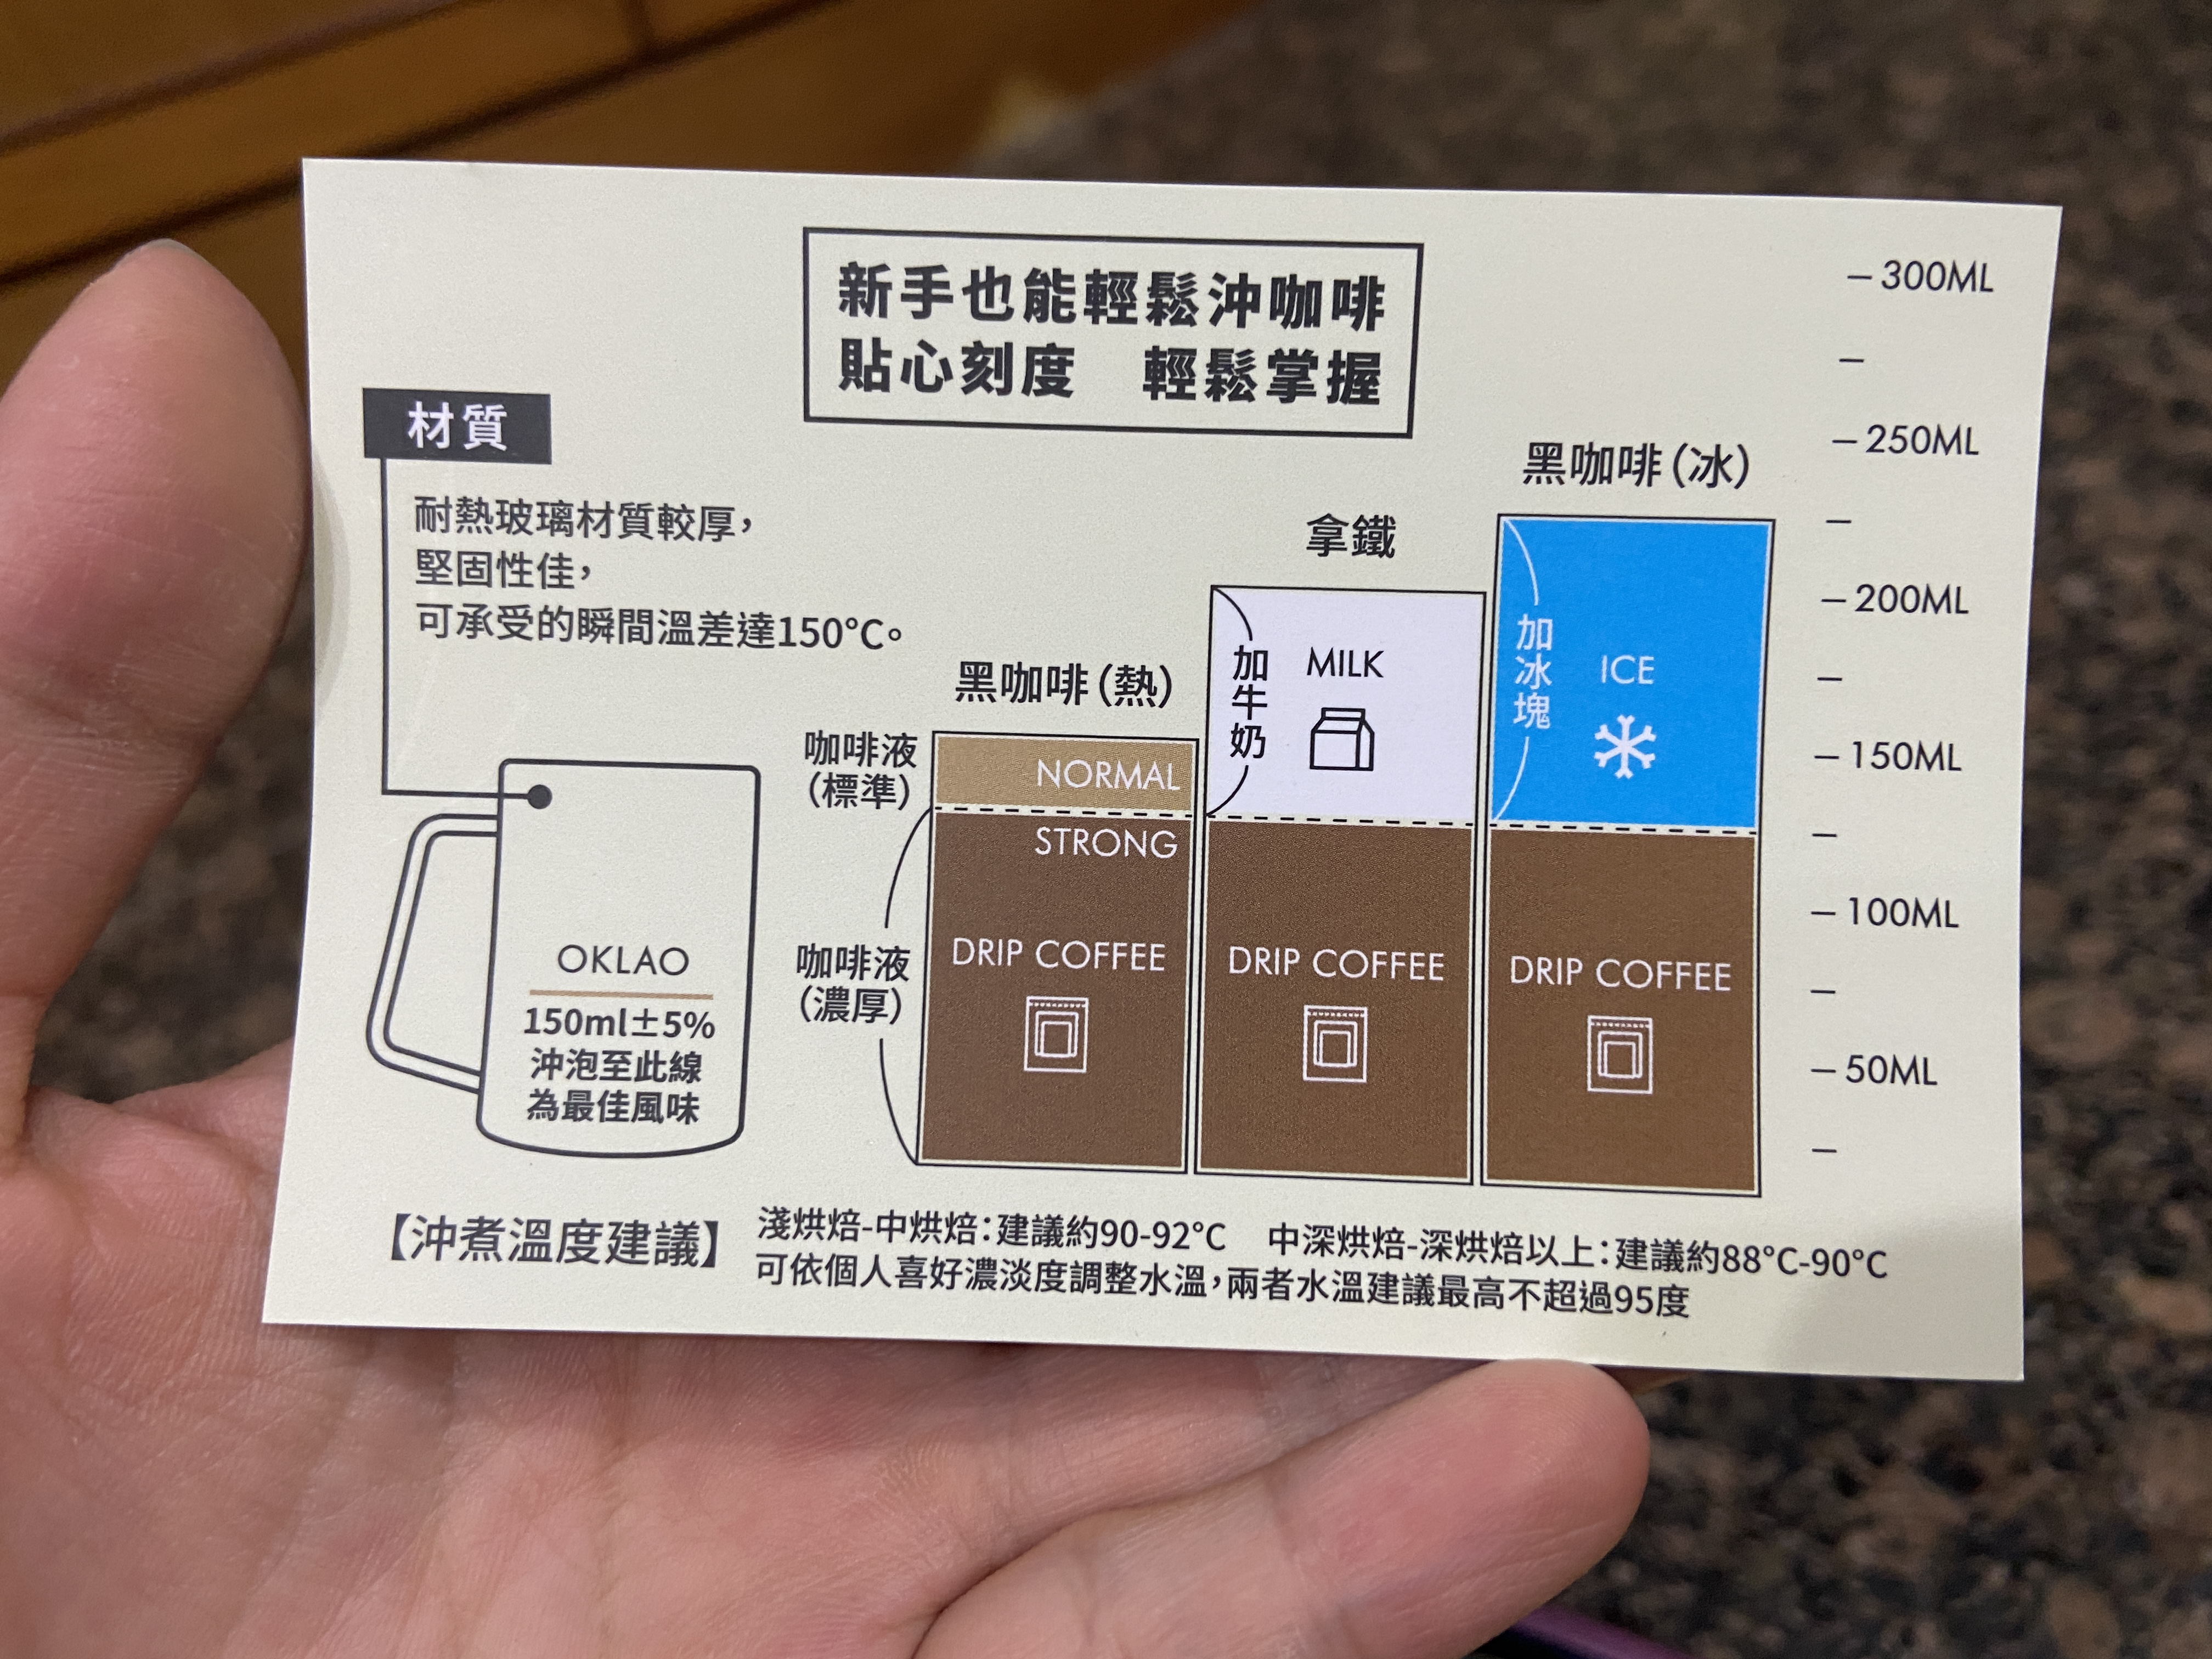 新手也能輕鬆沖咖啡
貼心刻度 輕鬆掌握
材質
耐熱玻璃材質較厚，
堅固性佳，
可承受的瞬間溫差達150°C。
OKLAO
150ml±5%
沖泡至此線
為最佳風味
黑咖啡(熱)
咖啡液
(標準)
NORMAL
STRONG
咖啡液
(濃厚)
DRIP COFFEE
拿鐵
加牛奶
MILK
DRIP COFFEE
黑咖啡(冰)
加冰塊
ICE
DRIP COFFEE
300ML
250ML
200ML
150ML
100ML
50ML
【沖煮溫度建議】
淺烘焙-中烘焙：建議約90-92°C 中深烘焙-深烘焙以上：建議約88°C-90°C
可依個人喜好濃淡度調整水溫，兩者水溫建議最高不超過95度